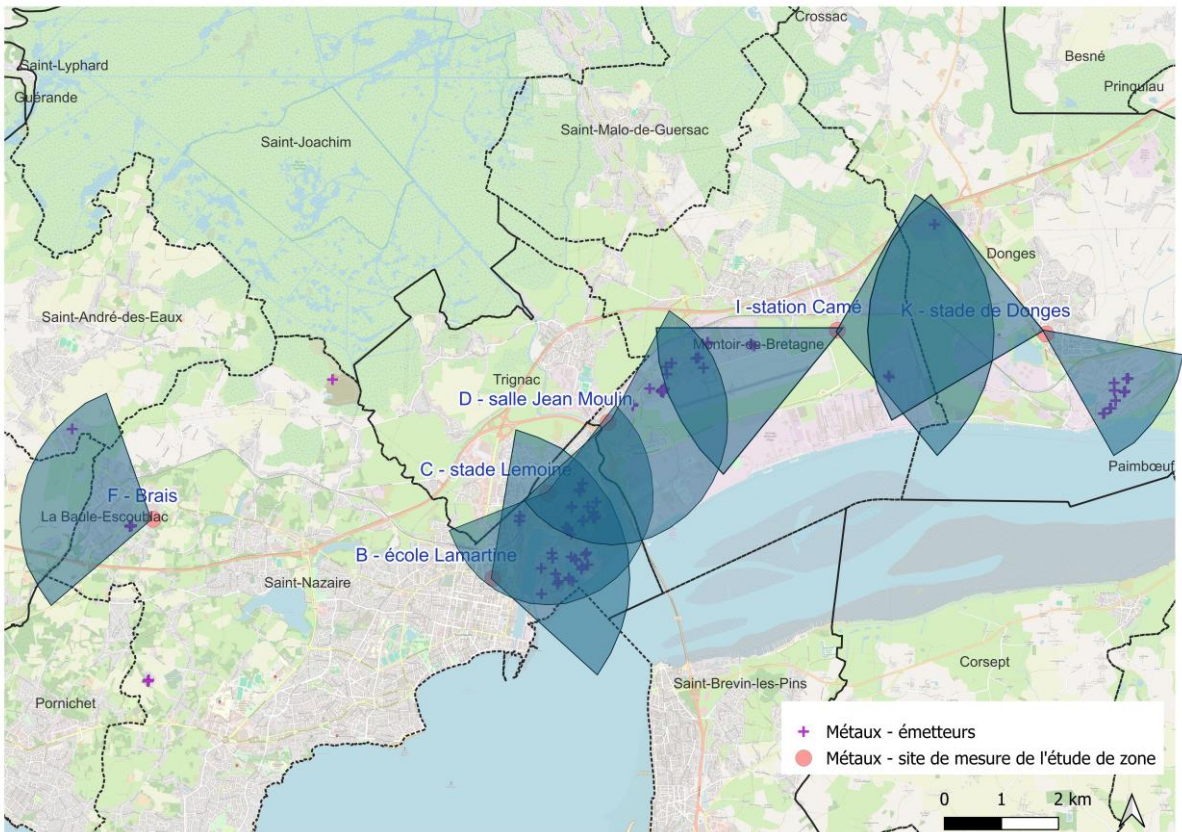 Crossac
Besné
Saint-Lyphard
Prinquiau
Guérande
Saint-Malo-de-Guersac
Saint-Joachim
Donges
I -station Camé
K - stade de Donges
Saint-André-des-Eaux
Montoir-de-Bretagne
Trignac
D - salle Jean Moulin
C - stade Lemoine
Paimbœuf
F - Brais
La Baule-Escoublac
B - école Lamartine
Saint-Nazaire
Corsept
Saint-Brevin-les-Pins
Pornichet
Métaux - émetteurs
Métaux - site de mesure de l'étude de zone
0 1 2 km